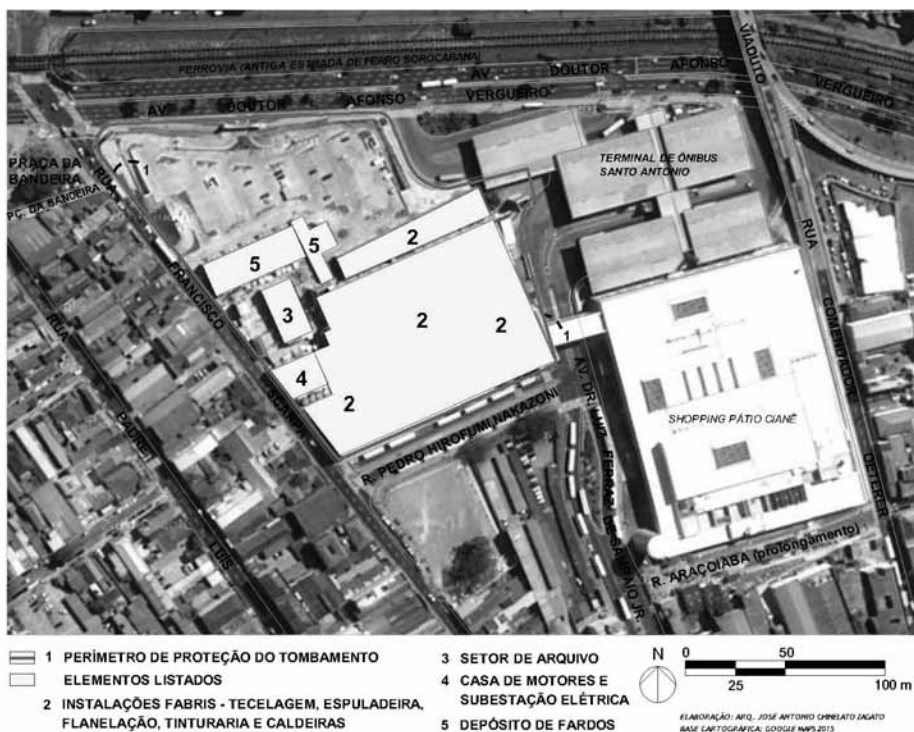 FERROVIA (ANTIGA ESTRADA DE FERRO SOROCABANA)
AV. DOUTOR AFONSO VERGUEIRO
AV DOUTOR AFONSO VERGUEIRO
VIADUTO
PRAÇA DA
BANDEIRA
PÇ. DA BANDEIRA
RUA
1
TERMINAL DE ÔNIBUS
SANTO ANTÔNIO
2
5
5
FRANCISCO
3
2
2
RUA
1
4
2
SCARPA
RUA
COMENDADOR
OETERER
AV. DR. LUIZ FERRAZ DE SAMPAIO JR.
SHOPPING PÁTIO CIANÊ
R. PEDRO HIROFUMI NAKAZONI
PADRE
LUIS
R. ARAÇOIABA (prolongamento)
1 PERÍMETRO DE PROTEÇÃO DO TOMBAMENTO
ELEMENTOS LISTADOS
2 INSTALAÇÕES FABRIS - TECELAGEM, ESPULADEIRA,
FLANELAÇÃO, TINTURARIA E CALDEIRAS
3 SETOR DE ARQUIVO
4 CASA DE MOTORES E
SUBESTAÇÃO ELÉTRICA
5 DEPÓSITO DE FARDOS
N
0 50
25 100 m
ELABORAÇÃO: ARQ. JOSÉ ANTONIO CHINELATO ZAGATO
BASE CARTOGRÁFICA: GOOGLE MAPS 2015